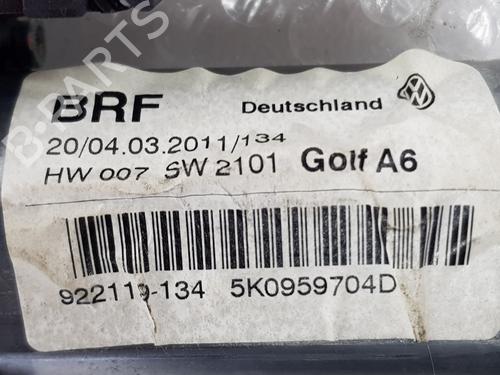 B-PARTS
BRF Deutschland
20/04.03.2011/134
HW 007 SW 2101 Golf A6
922119-134 5K0959704D